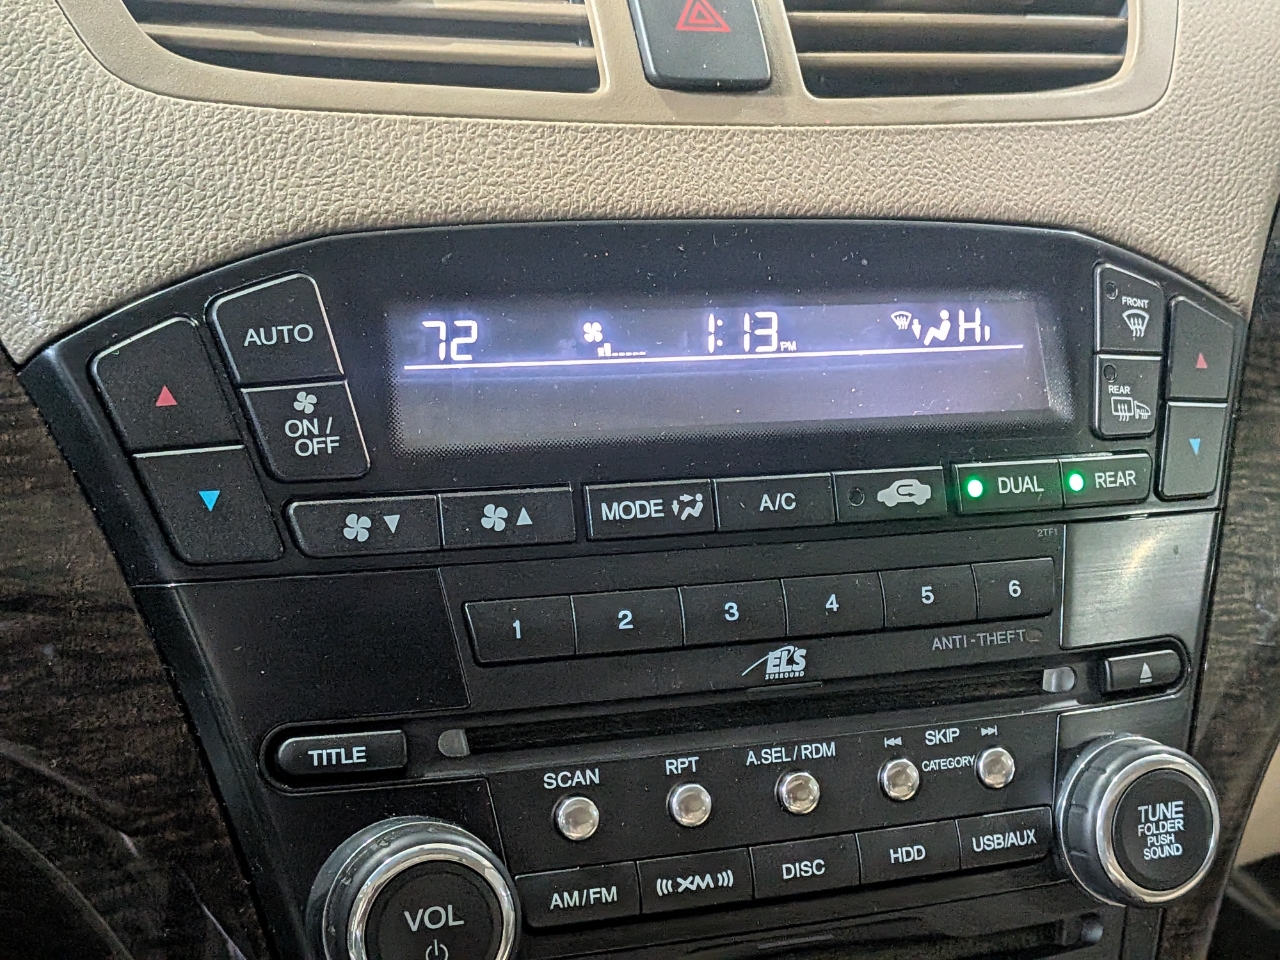 AUTO
ON /
OFF
72
1:13 PM
Hi
FRONT
REAR
MODE
A/C
DUAL
REAR
2TF1
1
2
3
4
5
6
ANTI-THEFT
ELS
SURROUND
TITLE
SCAN
RPT
A.SEL/RDM
SKIP
CATEGORY
AM/FM
XM
DISC
HDD
USB/AUX
VOL
TUNE
FOLDER
PUSH
SOUND